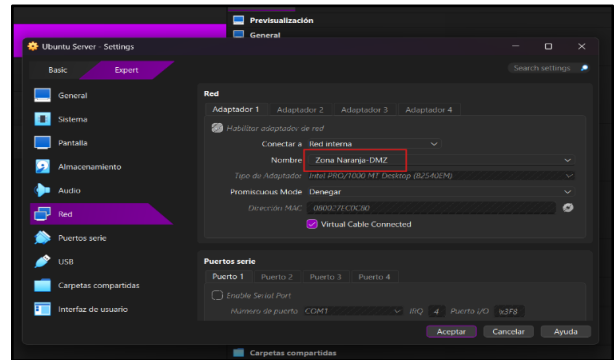 Previsualización
General
Ubuntu Server - Settings
Basic Expert
Search settings
General
Sistema
Pantalla
Almacenamiento
Audio
Red
Puertos serie
USB
Carpetas compartidas
Interfaz de usuario
Red
Adaptador 1 Adaptador 2 Adaptador 3 Adaptador 4
Habilitar adaptador de red
Conectar a Red interna
Nombre Zona Naranja-DMZ
Tipo de Adaptador Intel PRO/1000 MT Desktop (82540EM)
Promiscuous Mode Denegar
Dirección MAC 080027EC0C80
Virtual Cable Connected
Puertos serie
Puerto 1 Puerto 2 Puerto 3 Puerto 4
Enable Serial Port
Número de puerto COM1 IRQ 4 Puerto I/O 0x3F8
Aceptar Cancelar Ayuda
Carpetas compartidas